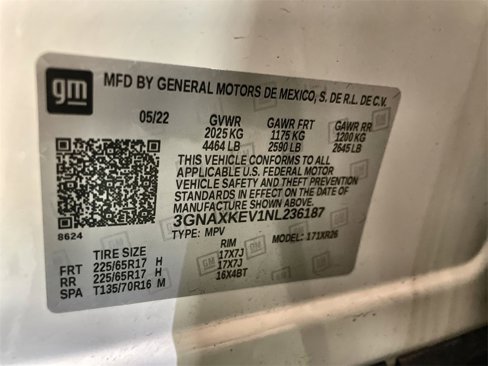 gm
MFD BY GENERAL MOTORS DE MEXICO, S. DE R.L. DE C.V.
05/22 GVWR GAWR FRT GAWR RR
2025 KG 1175 KG 1200 KG
4464 LB 2590 LB 2645 LB
THIS VEHICLE CONFORMS TO ALL
APPLICABLE U.S. FEDERAL MOTOR
VEHICLE SAFETY AND THEFT PREVENTION
STANDARDS IN EFFECT ON THE DATE OF
MANUFACTURE SHOWN ABOVE.
3GNAXKEV1NL236187
8624
TYPE: MPV MODEL: 171XR26
TIRE SIZE RIM
FRT 225/65R17 H 17X7J
RR 225/65R17 H 17X7J
SPA T135/70R16 M 16X4BT